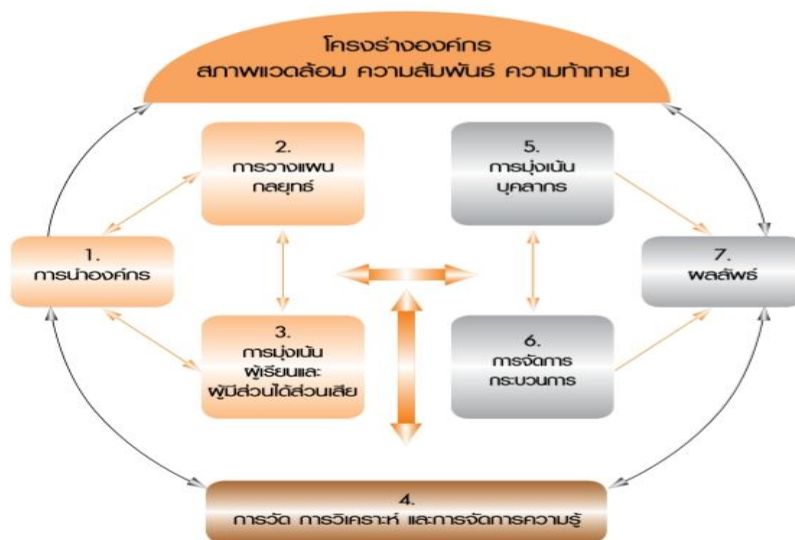 โครงร่างองค์กร
สภาพแวดล้อม ความสัมพันธ์ ความท้าทาย
1.
การนำองค์กร
2.
การวางแผน
กลยุทธ์
3.
การมุ่งเน้น
ผู้เรียนและ
ผู้มีส่วนได้ส่วนเสีย
5.
การมุ่งเน้น
บุคลากร
6.
การจัดการ
กระบวนการ
7.
ผลลัพธ์
4.
การวัด การวิเคราะห์ และการจัดการความรู้